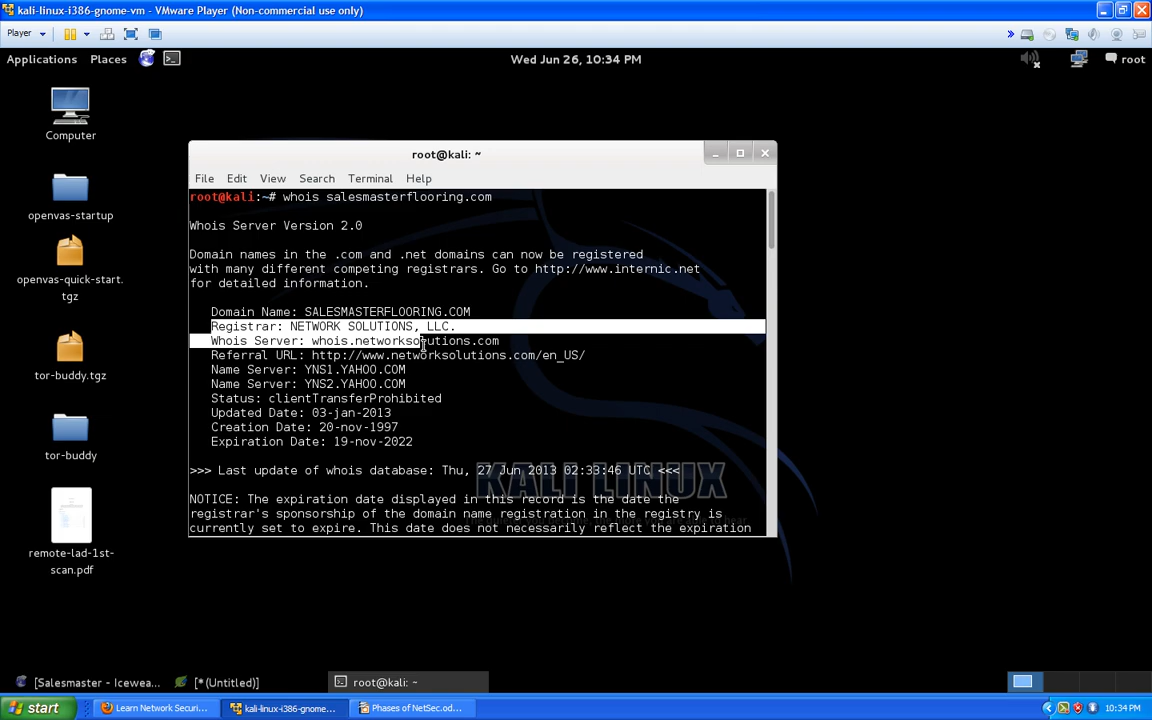 kali-linux-i386-gnome-vm - VMware Player (Non-commercial use only)
Player
Applications Places Wed Jun 26, 10:34 PM root
Computer
openvas-startup
openvas-quick-start.
tgz
tor-buddy.tgz
tor-buddy
remote-lad-1st-
scan.pdf
root@kali: ~
File Edit View Search Terminal Help
root@kali:~# whois salesmasterflooring.com
Whois Server Version 2.0
Domain names in the .com and .net domains can now be registered
with many different competing registrars. Go to http://www.internic.net
for detailed information.
Domain Name: SALESMASTERFLOORING.COM
Registrar: NETWORK SOLUTIONS, LLC.
Whois Server: whois.networksolutions.com
Referral URL: http://www.networksolutions.com/en_US/
Name Server: YNS1.YAHOO.COM
Name Server: YNS2.YAHOO.COM
Status: clientTransferProhibited
Updated Date: 03-jan-2013
Creation Date: 20-nov-1997
Expiration Date: 19-nov-2022
>>> Last update of whois database: Thu, 27 Jun 2013 02:33:46 UTC <<<
KALI LINUX
NOTICE: The expiration date displayed in this record is the date the
registrar's sponsorship of the domain name registration in the registry is
currently set to expire. This date does not necessarily reflect the expiration
[Salesmaster - Icewea... [*(Untitled)] root@kali: ~
start Learn Network Securi... kali-linux-i386-gnome... Phases of NetSec.od... 10:34 PM